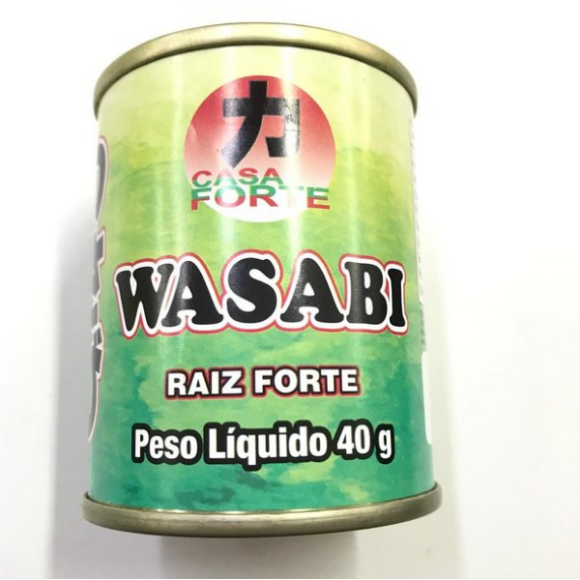 力
CASA
FORTE
WASABI
RAIZ FORTE
Peso Líquido 40 g